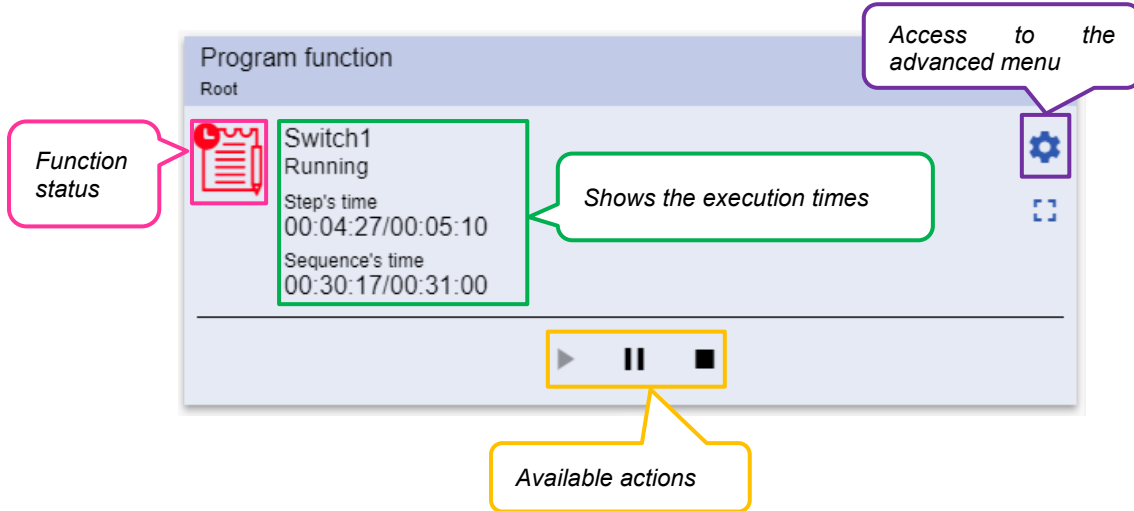 Access to the
advanced menu
Program function
Root
Function
status
Switch1
Running
Step's time
00:04:27/00:05:10
Sequence's time
00:30:17/00:31:00
Shows the execution times
Available actions